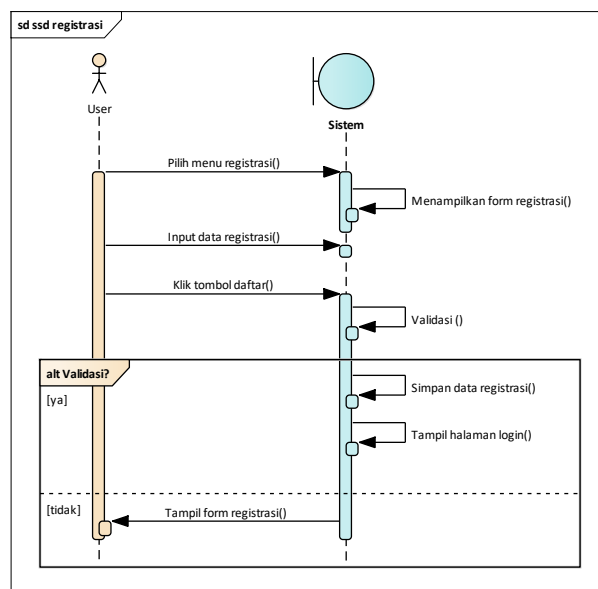 sd ssd registrasi
User
Sistem
Pilih menu registrasi()
Menampilkan form registrasi()
Input data registrasi()
Klik tombol daftar()
Validasi ()
alt Validasi?
[ya]
Simpan data registrasi()
Tampil halaman login()
[tidak]
Tampil form registrasi()